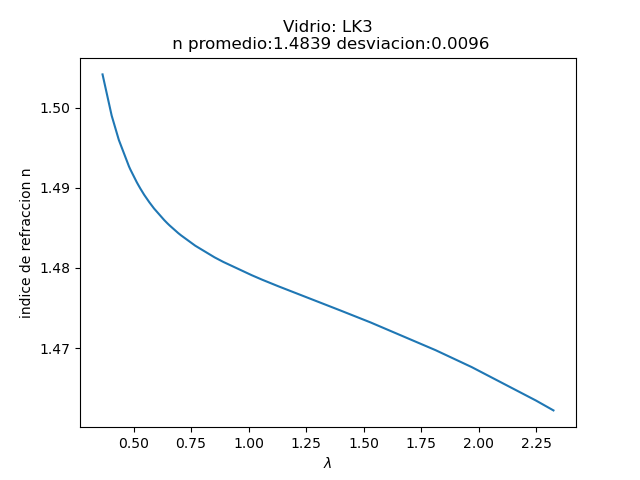 Vidrio: LK3
n promedio:1.4839 desviacion:0.0096
1.50
1.49
1.48
1.47
indice de refraccion n
0.50 0.75 1.00 1.25 1.50 1.75 2.00 2.25
λ